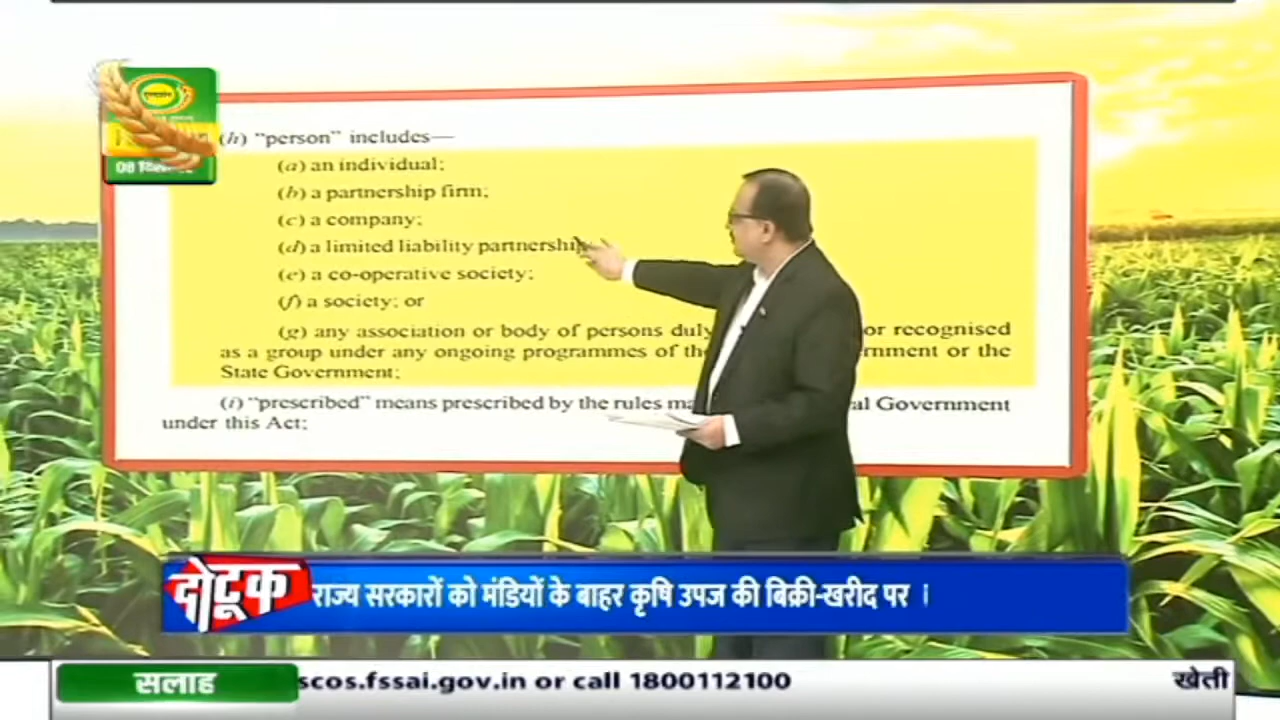 08
(h) "person" includes—
(a) an individual;
(b) a partnership firm;
(c) a company;
(d) a limited liability partnership
(e) a co-operative society;
(f) a society; or
(g) any association or body of persons duly or recognised
as a group under any ongoing programmes of the rnment or the
State Government;
(i) "prescribed" means prescribed by the rules ma al Government
under this Act;
दो टूक राज्य सरकारों को मंडियों के बाहर कृषि उपज की बिक्री-खरीद पर
सलाह scos.fssai.gov.in or call 1800112100 खेती